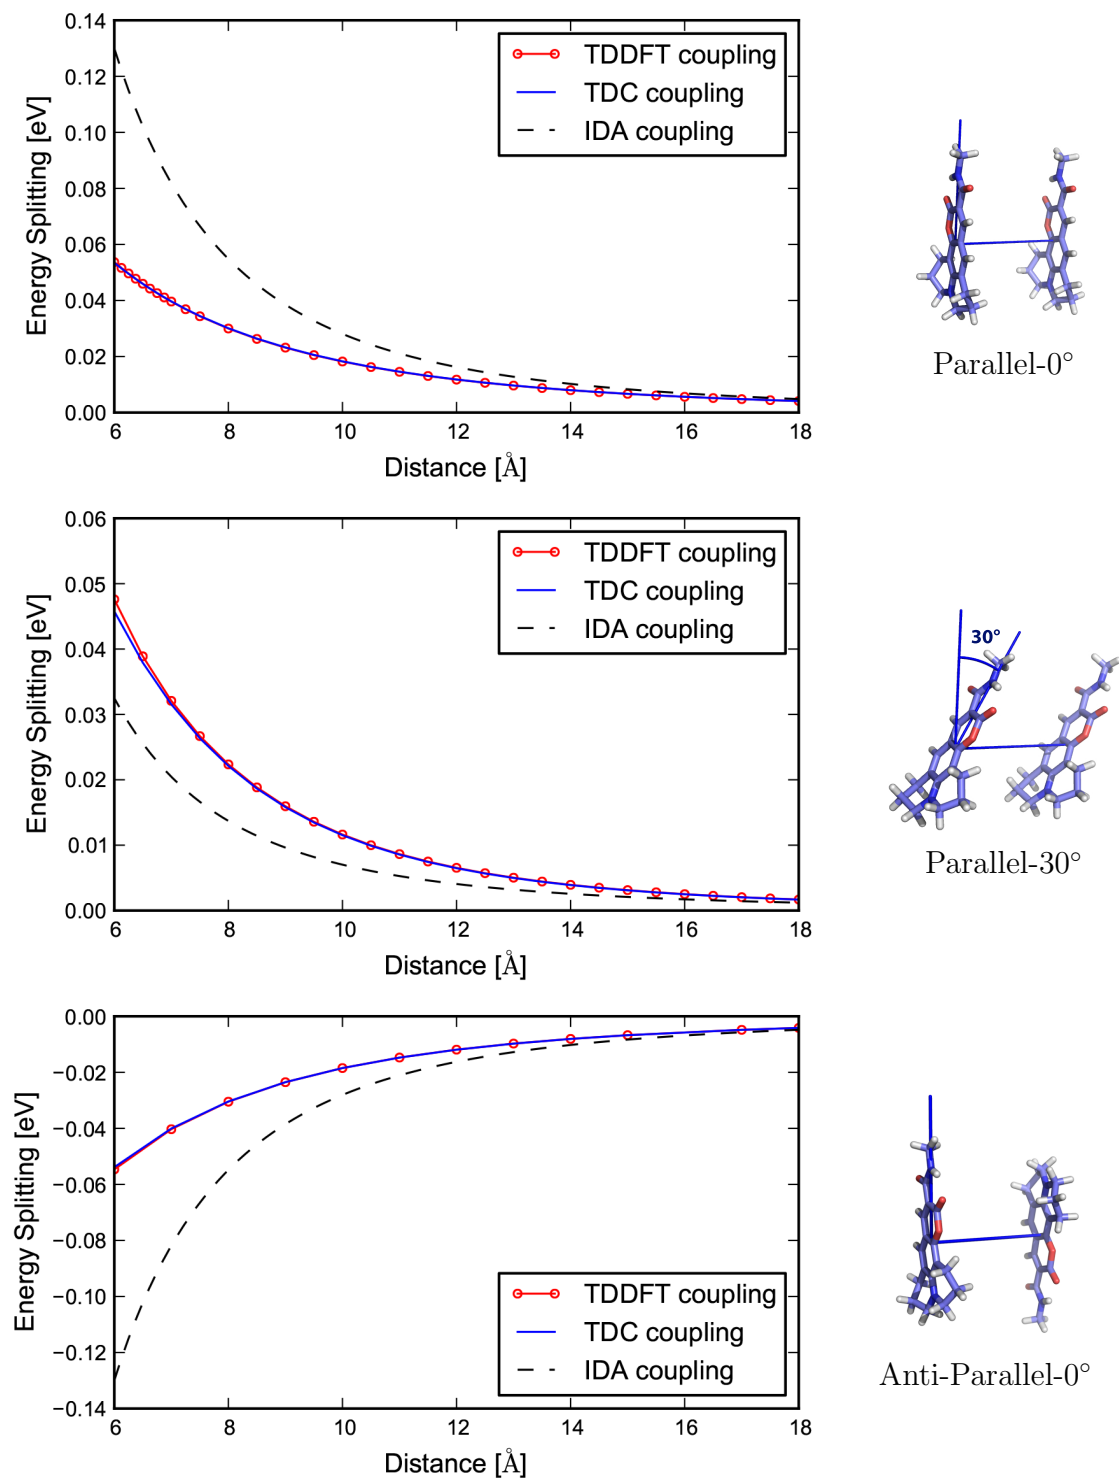 0.14
0.12
0.10
0.08
0.06
0.04
0.02
0.00
Energy Splitting [eV]
TDDFT coupling
TDC coupling
IDA coupling
6 8 10 12 14 16 18
Distance [Å]
Parallel-0°
0.06
0.05
0.04
0.03
0.02
0.01
0.00
Energy Splitting [eV]
TDDFT coupling
TDC coupling
IDA coupling
6 8 10 12 14 16 18
Distance [Å]
30°
Parallel-30°
0.00
−0.02
−0.04
−0.06
−0.08
−0.10
−0.12
−0.14
Energy Splitting [eV]
TDDFT coupling
TDC coupling
IDA coupling
6 8 10 12 14 16 18
Distance [Å]
Anti-Parallel-0°